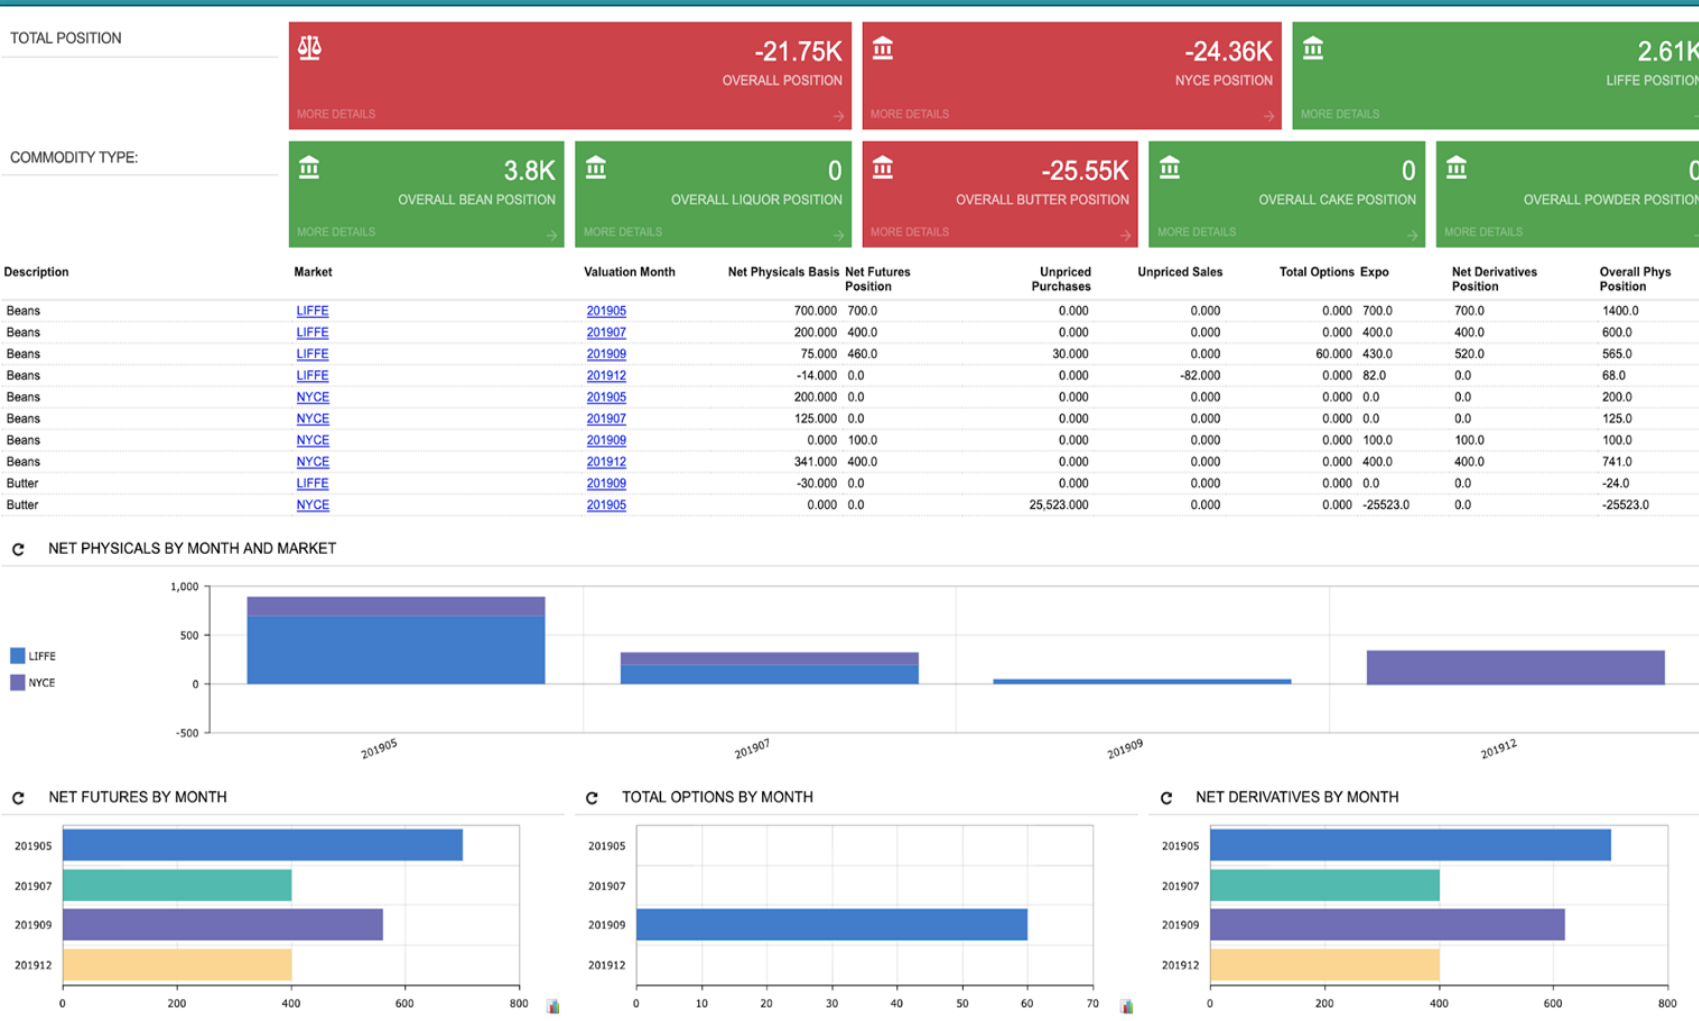 TOTAL POSITION
-21.75K
OVERALL POSITION
MORE DETAILS
-24.36K
NYCE POSITION
MORE DETAILS
2.61K
LIFFE POSITION
MORE DETAILS
COMMODITY TYPE:
3.8K
OVERALL BEAN POSITION
MORE DETAILS
0
OVERALL LIQUOR POSITION
MORE DETAILS
-25.55K
OVERALL BUTTER POSITION
MORE DETAILS
0
OVERALL CAKE POSITION
MORE DETAILS
0
OVERALL POWDER POSITION
MORE DETAILS
Description Market Valuation Month Net Physicals Basis Net Futures Position Unpriced Purchases Unpriced Sales Total Options Expo Net Derivatives Position Overall Phys Position
Beans LIFFE 201905 700.000 700.0 0.000 0.000 0.000 700.0 700.0 1400.0
Beans LIFFE 201907 200.000 400.0 0.000 0.000 0.000 400.0 400.0 600.0
Beans LIFFE 201909 75.000 460.0 30.000 0.000 60.000 430.0 520.0 565.0
Beans LIFFE 201912 -14.000 0.0 0.000 -82.000 0.000 82.0 0.0 68.0
Beans NYCE 201905 200.000 0.0 0.000 0.000 0.000 0.0 0.0 200.0
Beans NYCE 201907 125.000 0.0 0.000 0.000 0.000 0.0 0.0 125.0
Beans NYCE 201909 0.000 100.0 0.000 0.000 0.000 100.0 100.0 100.0
Beans NYCE 201912 341.000 400.0 0.000 0.000 0.000 400.0 400.0 741.0
Butter LIFFE 201909 -30.000 0.0 0.000 0.000 0.000 0.0 0.0 -24.0
Butter NYCE 201905 0.000 0.0 25,523.000 0.000 0.000 -25523.0 0.0 -25523.0
NET PHYSICALS BY MONTH AND MARKET
LIFFE
NYCE
1,000
500
0
-500
201905 201907 201909 201912
NET FUTURES BY MONTH
201905
201907
201909
201912
0 200 400 600 800
TOTAL OPTIONS BY MONTH
201905
201907
201909
201912
0 10 20 30 40 50 60 70
NET DERIVATIVES BY MONTH
201905
201907
201909
201912
0 200 400 600 800